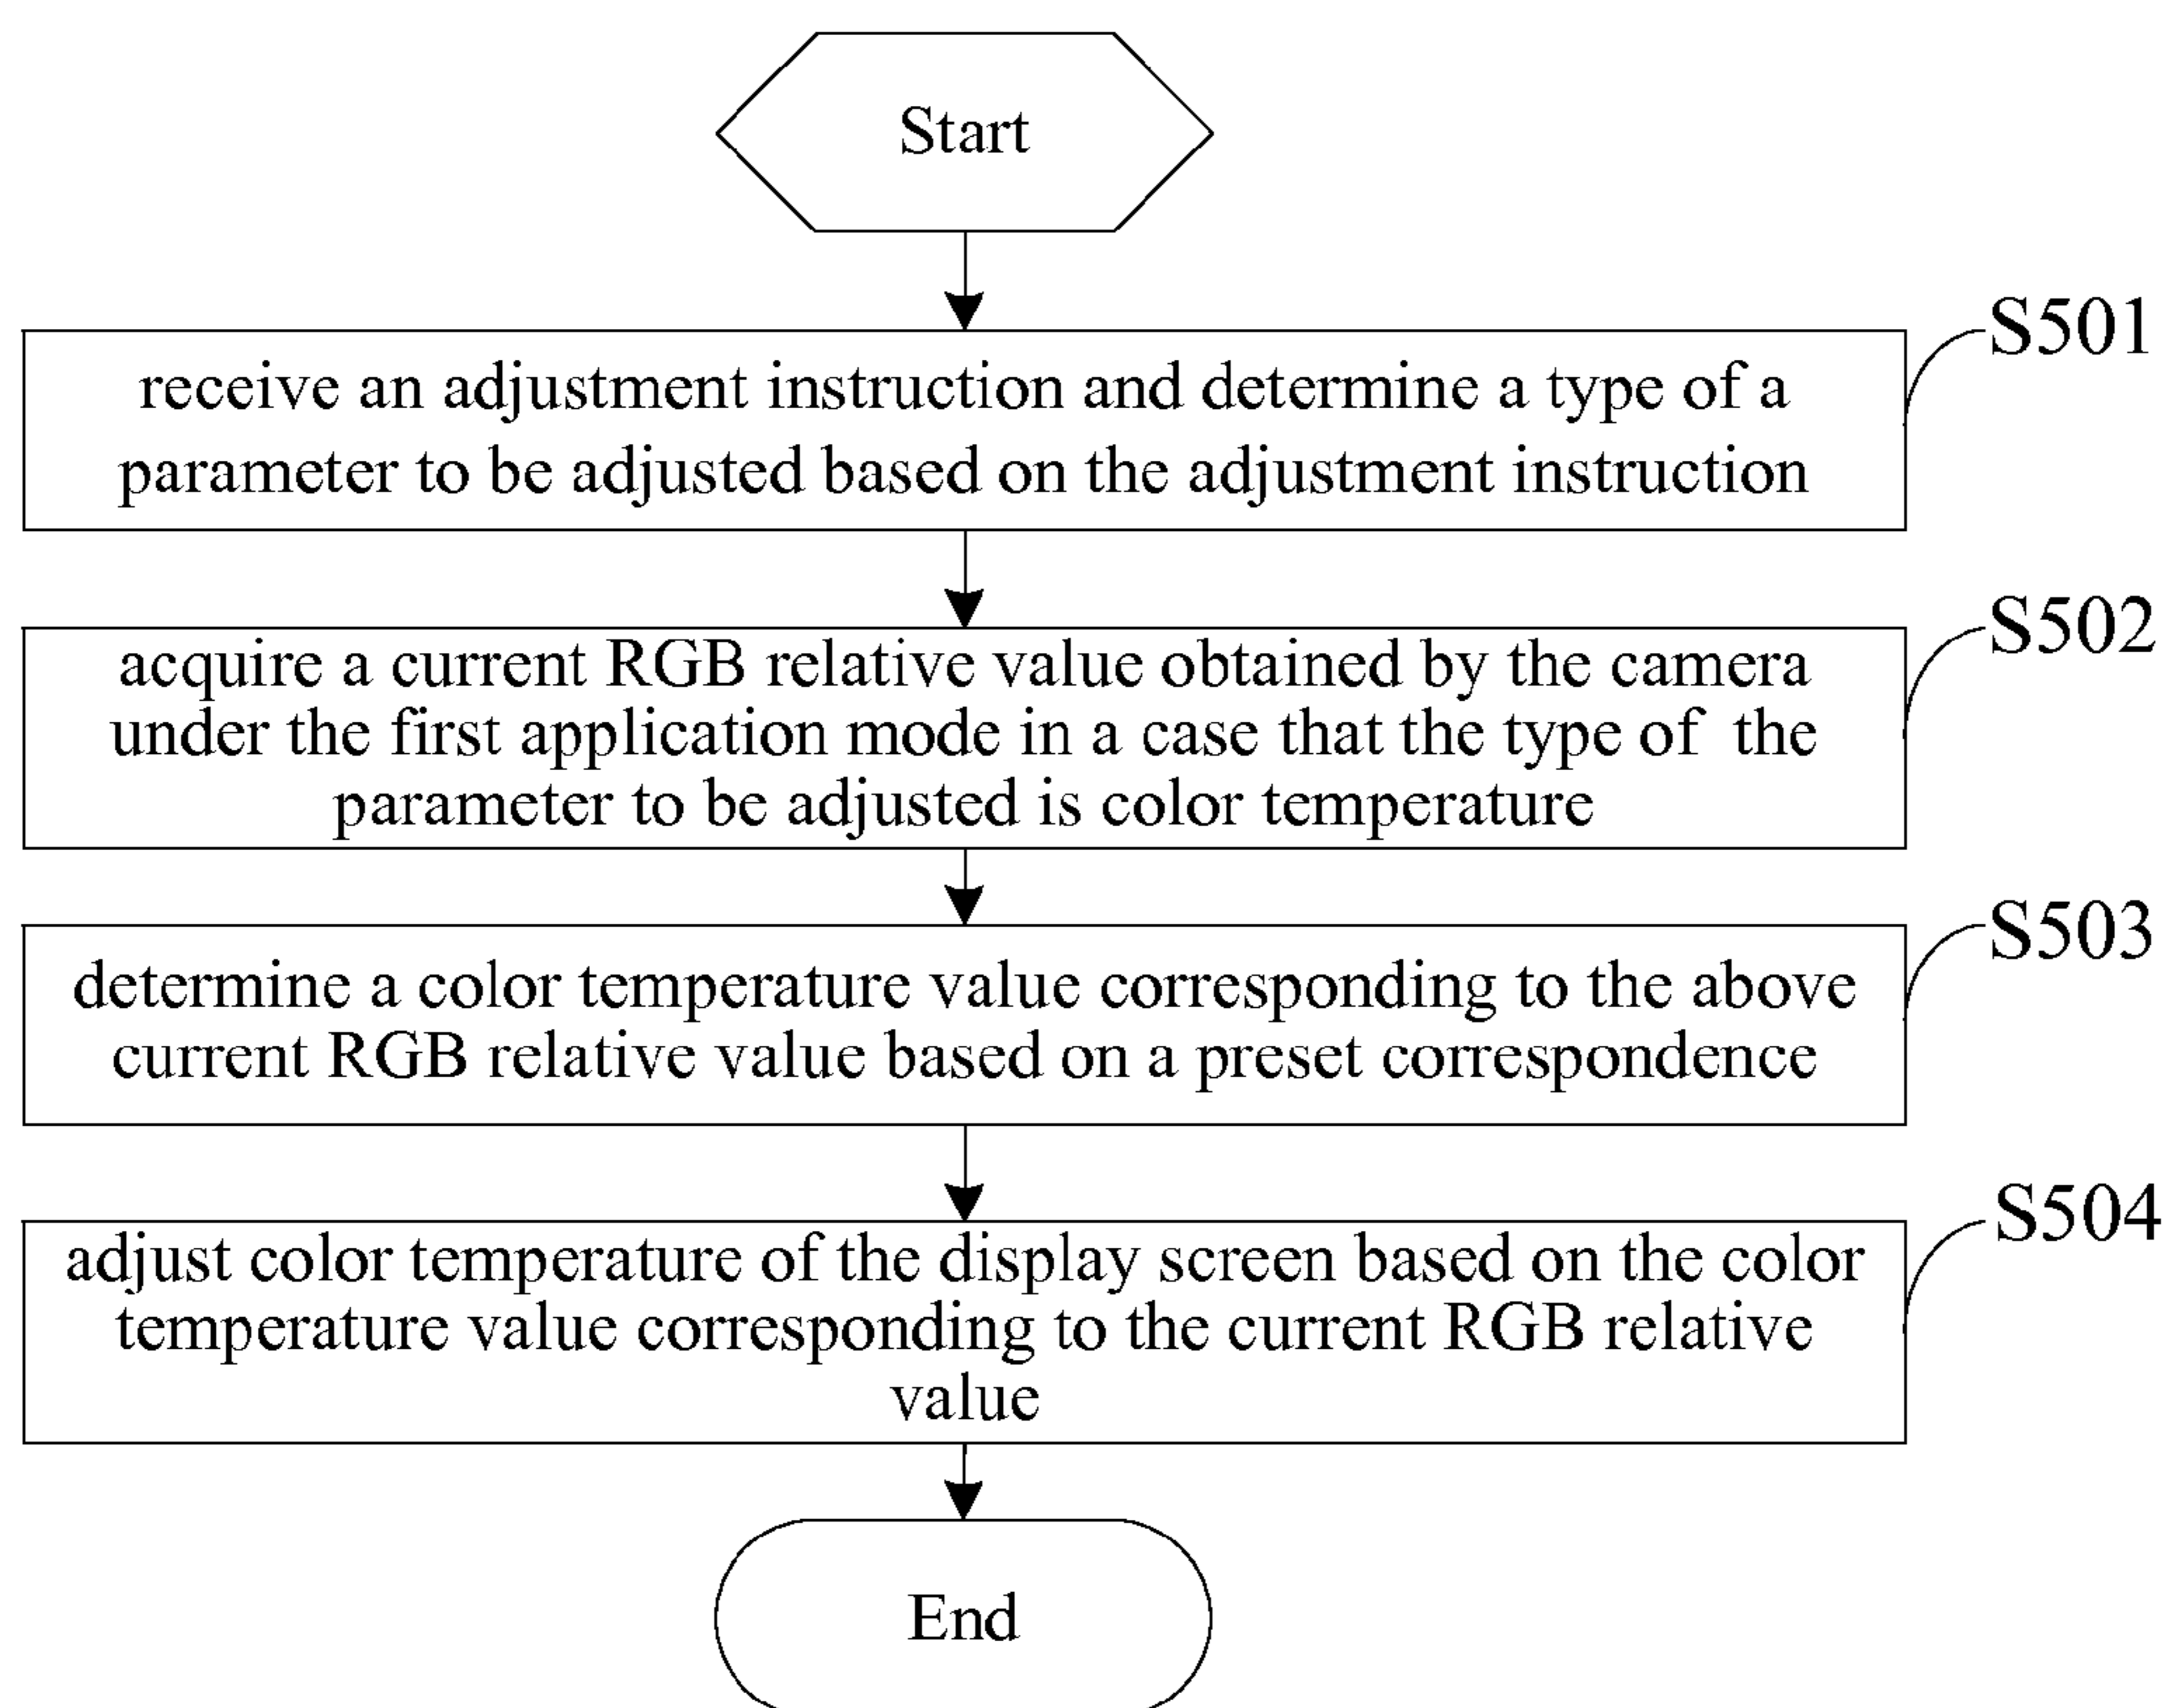 Start
S501
receive an adjustment instruction and determine a type of a
parameter to be adjusted based on the adjustment instruction
S502
acquire a current RGB relative value obtained by the camera
under the first application mode in a case that the type of the
parameter to be adjusted is color temperature
S503
determine a color temperature value corresponding to the above
current RGB relative value based on a preset correspondence
S504
adjust color temperature of the display screen based on the color
temperature value corresponding to the current RGB relative
value
End